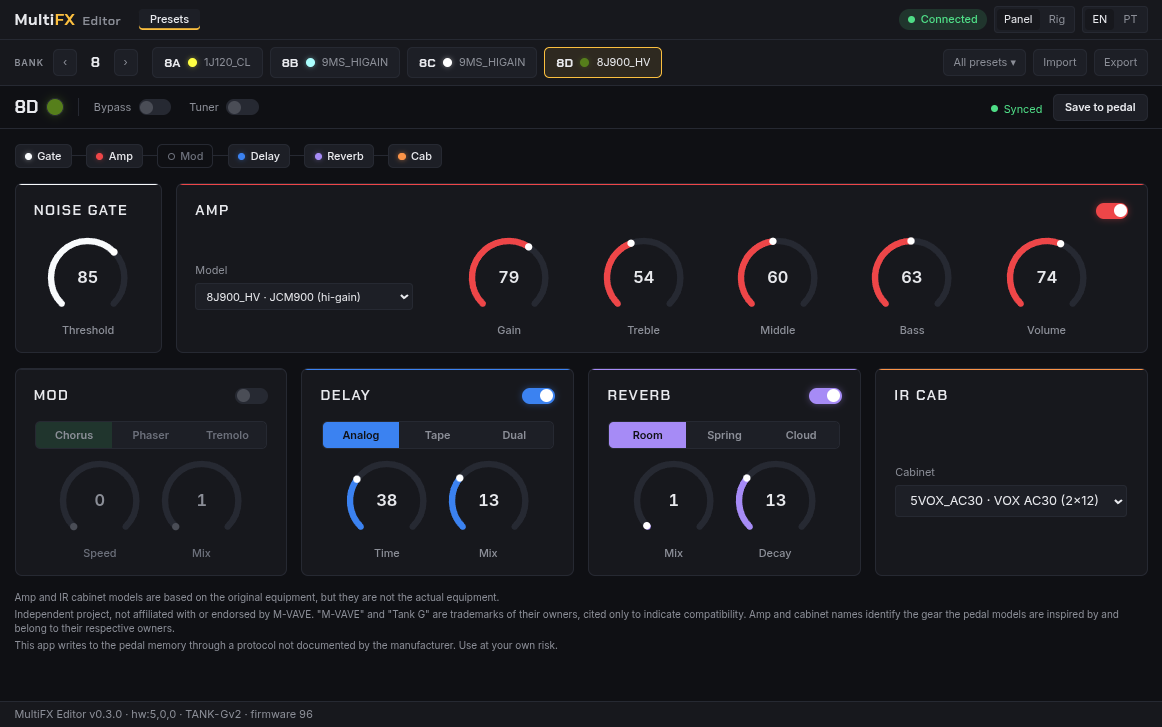 MultiFX Editor Presets Connected Panel Rig EN PT
BANK ‹ 8 › 8A 1J120_CL 8B 9MS_HIGAIN 8C 9MS_HIGAIN 8D 8J900_HV All presets ▾ Import Export
8D Bypass Tuner Synced Save to pedal
Gate Amp Mod Delay Reverb Cab
NOISE GATE
85
Threshold
AMP
Model
8J900_HV · JCM900 (hi-gain)
79 54 60 63 74
Gain Treble Middle Bass Volume
MOD
Chorus Phaser Tremolo
0 1
Speed Mix
DELAY
Analog Tape Dual
38 13
Time Mix
REVERB
Room Spring Cloud
1 13
Mix Decay
IR CAB
Cabinet
5VOX_AC30 · VOX AC30 (2×12)
Amp and IR cabinet models are based on the original equipment, but they are not the actual equipment.
Independent project, not affiliated with or endorsed by M-VAVE. "M-VAVE" and "Tank G" are trademarks of their owners, cited only to indicate compatibility. Amp and cabinet names identify the gear the pedal models are inspired by and
belong to their respective owners.
This app writes to the pedal memory through a protocol not documented by the manufacturer. Use at your own risk.
MultiFX Editor v0.3.0 · hw:5,0,0 · TANK-Gv2 · firmware 96